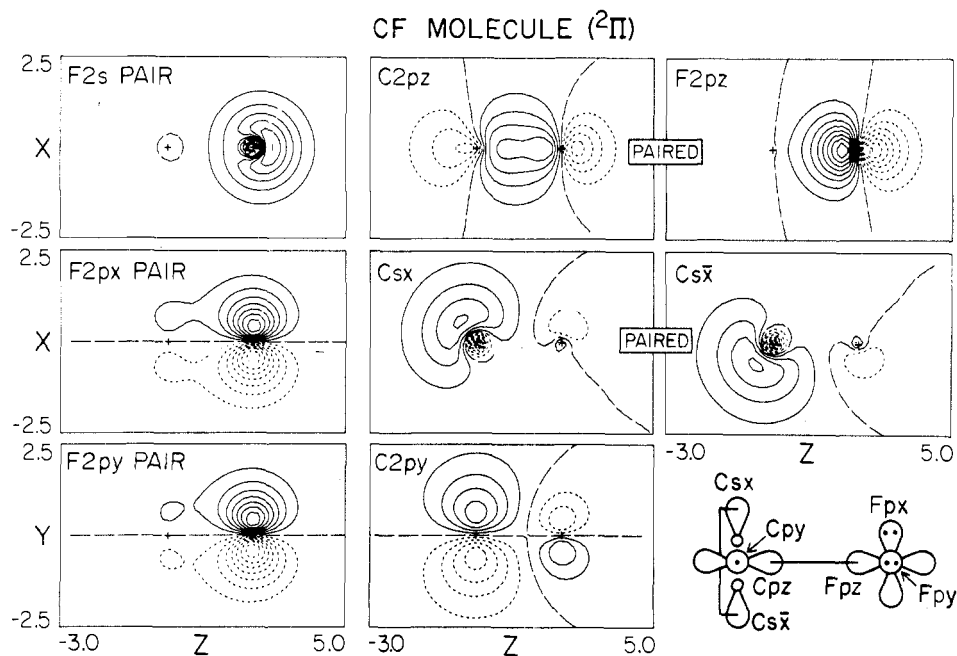 CF MOLECULE (²Π)
2.5
X
-2.5
F2s PAIR
C2pz
PAIRED
F2pz
2.5
X
-2.5
F2px PAIR
Csx
PAIRED
Csx̄
2.5
Y
-2.5
F2py PAIR
C2py
-3.0 Z 5.0
-3.0 Z 5.0
-3.0 Z 5.0
Csx
Cpy
Cpz
Csx̄
Fpx
Fpz
Fpy